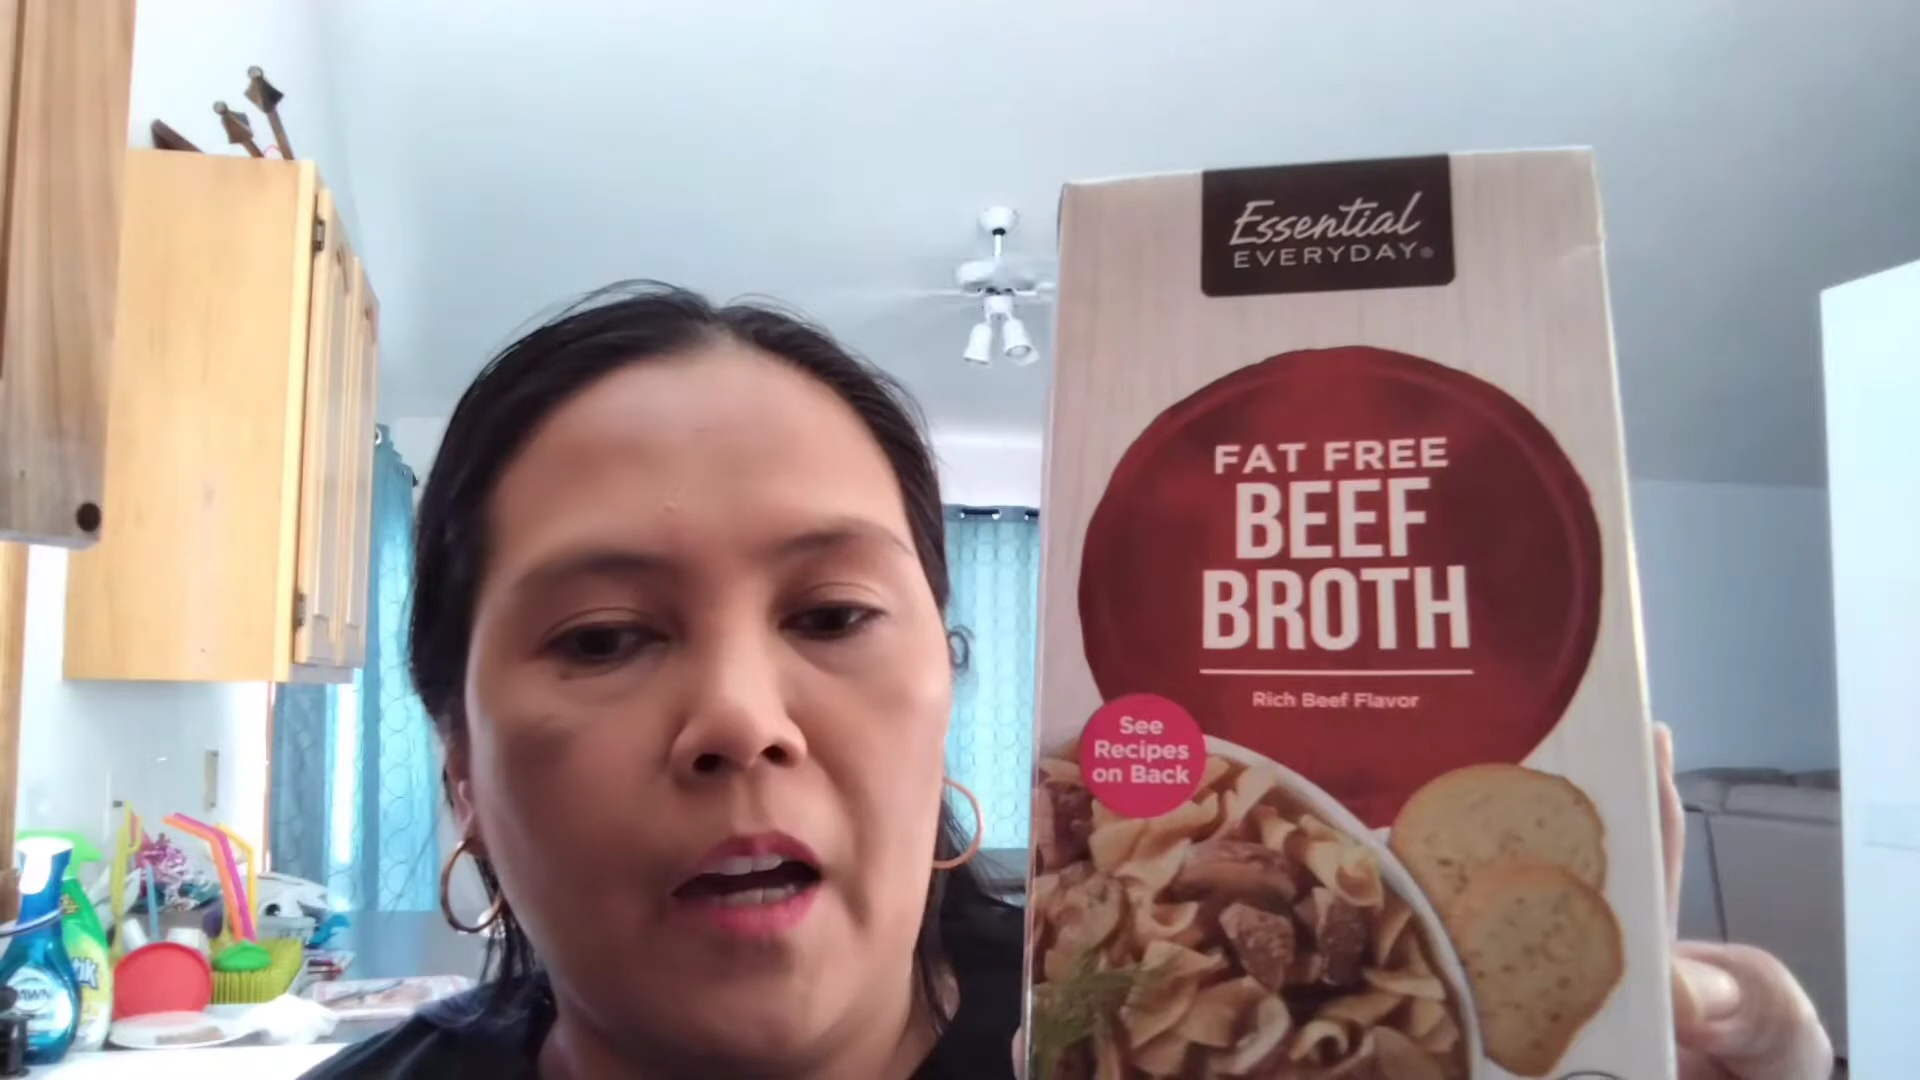 Essential
EVERYDAY®
FAT FREE
BEEF
BROTH
Rich Beef Flavor
See
Recipes
on Back